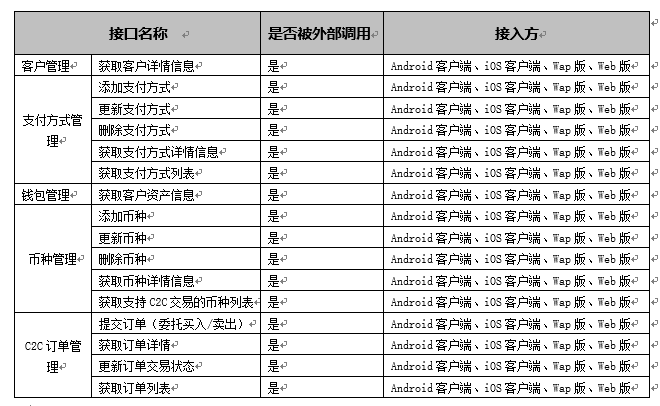 接口名称 是否被外部调用 接入方
客户管理 获取客户详情信息 是 Android 客户端、iOS 客户端、Wap 版、Web 版
支付方式管理 添加支付方式 是 Android 客户端、iOS 客户端、Wap 版、Web 版
更新支付方式 是 Android 客户端、iOS 客户端、Wap 版、Web 版
删除支付方式 是 Android 客户端、iOS 客户端、Wap 版、Web 版
获取支付方式详情信息 是 Android 客户端、iOS 客户端、Wap 版、Web 版
获取支付方式列表 是 Android 客户端、iOS 客户端、Wap 版、Web 版
钱包管理 获取客户资产信息 是 Android 客户端、iOS 客户端、Wap 版、Web 版
币种管理 添加币种 是 Android 客户端、iOS 客户端、Wap 版、Web 版
更新币种 是 Android 客户端、iOS 客户端、Wap 版、Web 版
删除币种 是 Android 客户端、iOS 客户端、Wap 版、Web 版
获取币种详情信息 是 Android 客户端、iOS 客户端、Wap 版、Web 版
获取支持 C2C 交易的币种列表 是 Android 客户端、iOS 客户端、Wap 版、Web 版
C2C 订单管理 提交订单（委托买入/卖出） 是 Android 客户端、iOS 客户端、Wap 版、Web 版
获取订单详情 是 Android 客户端、iOS 客户端、Wap 版、Web 版
更新订单交易状态 是 Android 客户端、iOS 客户端、Wap 版、Web 版
获取订单列表 是 Android 客户端、iOS 客户端、Wap 版、Web 版